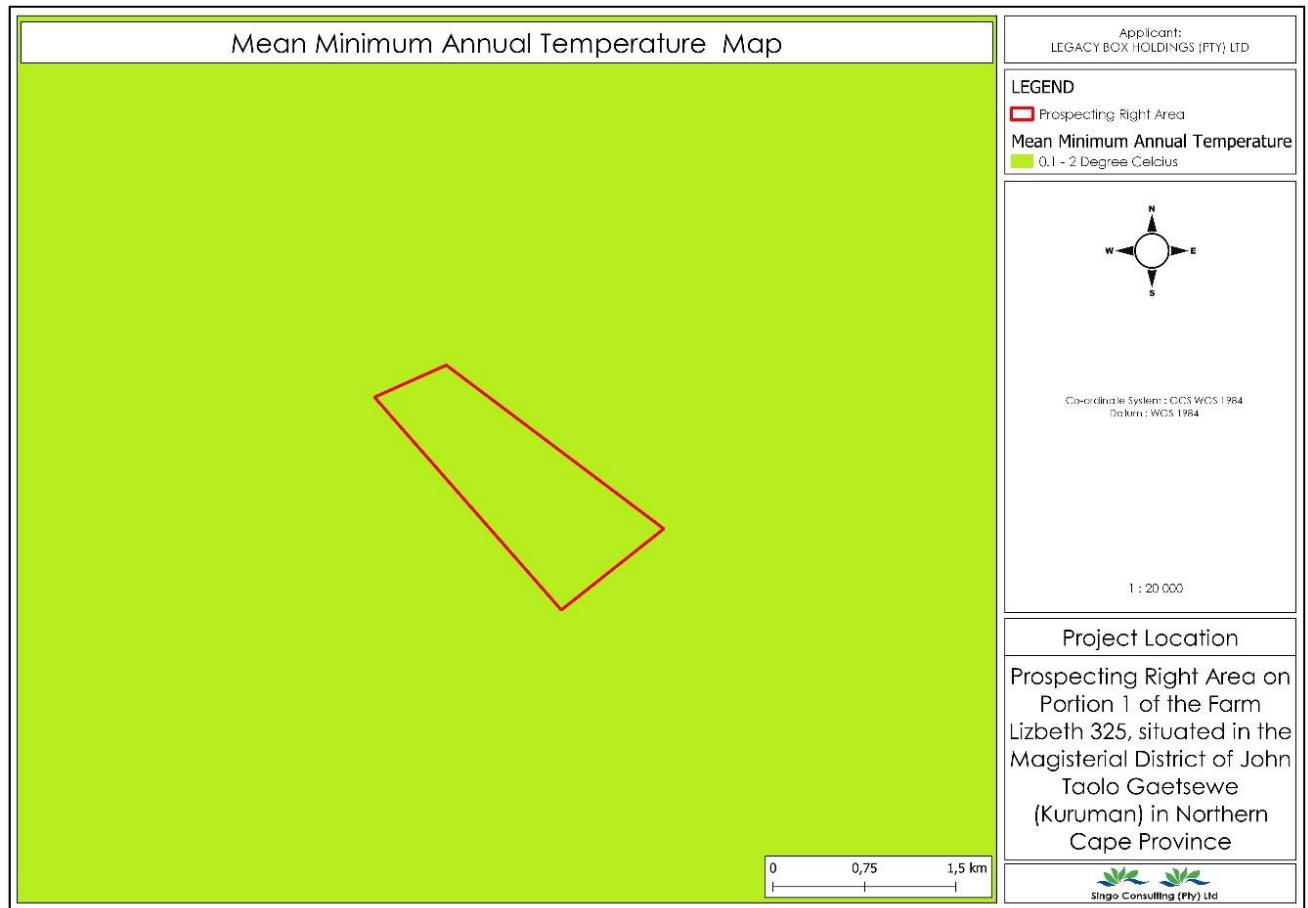 Mean Minimum Annual Temperature Map
Applicant:
LEGACY BOX HOLDINGS (PTY) LTD
LEGEND
Prospecting Right Area
Mean Minimum Annual Temperature
0.1 - 2 Degree Celcius
N
W E
S
Co-ordinate System : GCS WGS 1984
Datum : WGS 1984
1 : 20 000
Project Location
Prospecting Right Area on
Portion 1 of the Farm
Lizbeth 325, situated in the
Magisterial District of John
Taolo Gaetsewe
(Kuruman) in Northern
Cape Province
0 0,75 1,5 km
Singo Consulting (Pty) Ltd